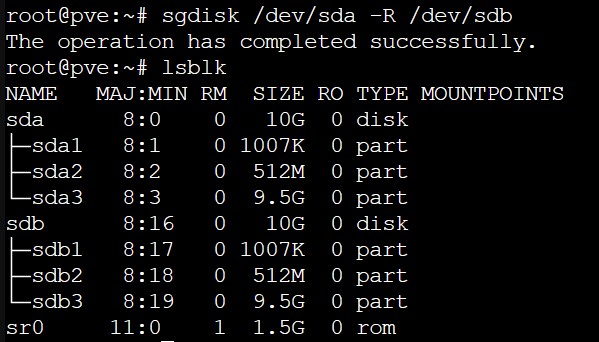 root@pve:~# sgdisk /dev/sda -R /dev/sdb
The operation has completed successfully.
root@pve:~# lsblk
NAME   MAJ:MIN RM  SIZE RO TYPE MOUNTPOINTS
sda      8:0    0   10G  0 disk
├─sda1   8:1    0 1007K  0 part
├─sda2   8:2    0  512M  0 part
└─sda3   8:3    0  9.5G  0 part
sdb      8:16   0   10G  0 disk
├─sdb1   8:17   0 1007K  0 part
├─sdb2   8:18   0  512M  0 part
└─sdb3   8:19   0  9.5G  0 part
sr0     11:0    1  1.5G  0 rom